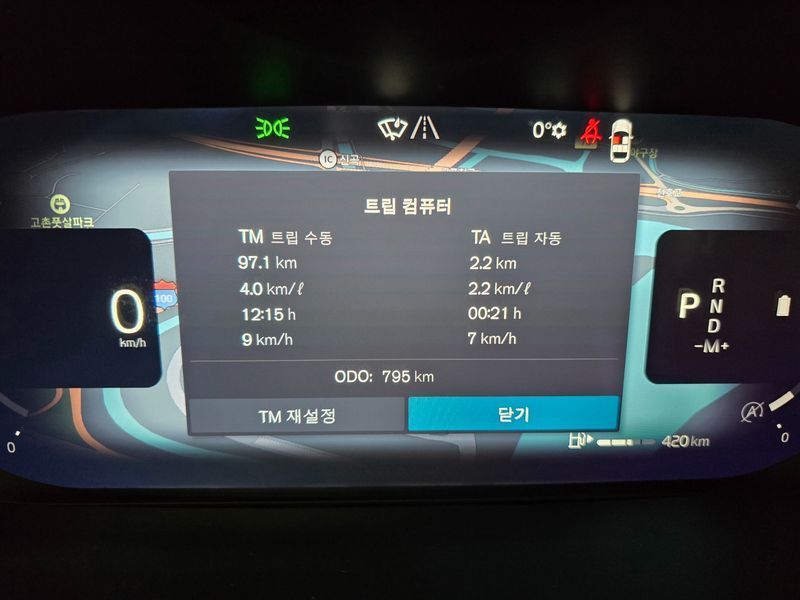 0°
IC 신곡
고촌풋살파크
트립 컴퓨터
TM 트립 수동
TA 트립 자동
97.1 km
2.2 km
4.0 km/ℓ
2.2 km/ℓ
12:15 h
00:21 h
9 km/h
7 km/h
ODO: 795 km
TM 재설정
닫기
0
km/h
100
P
R
N
D
-M+
A
420 km
0
0